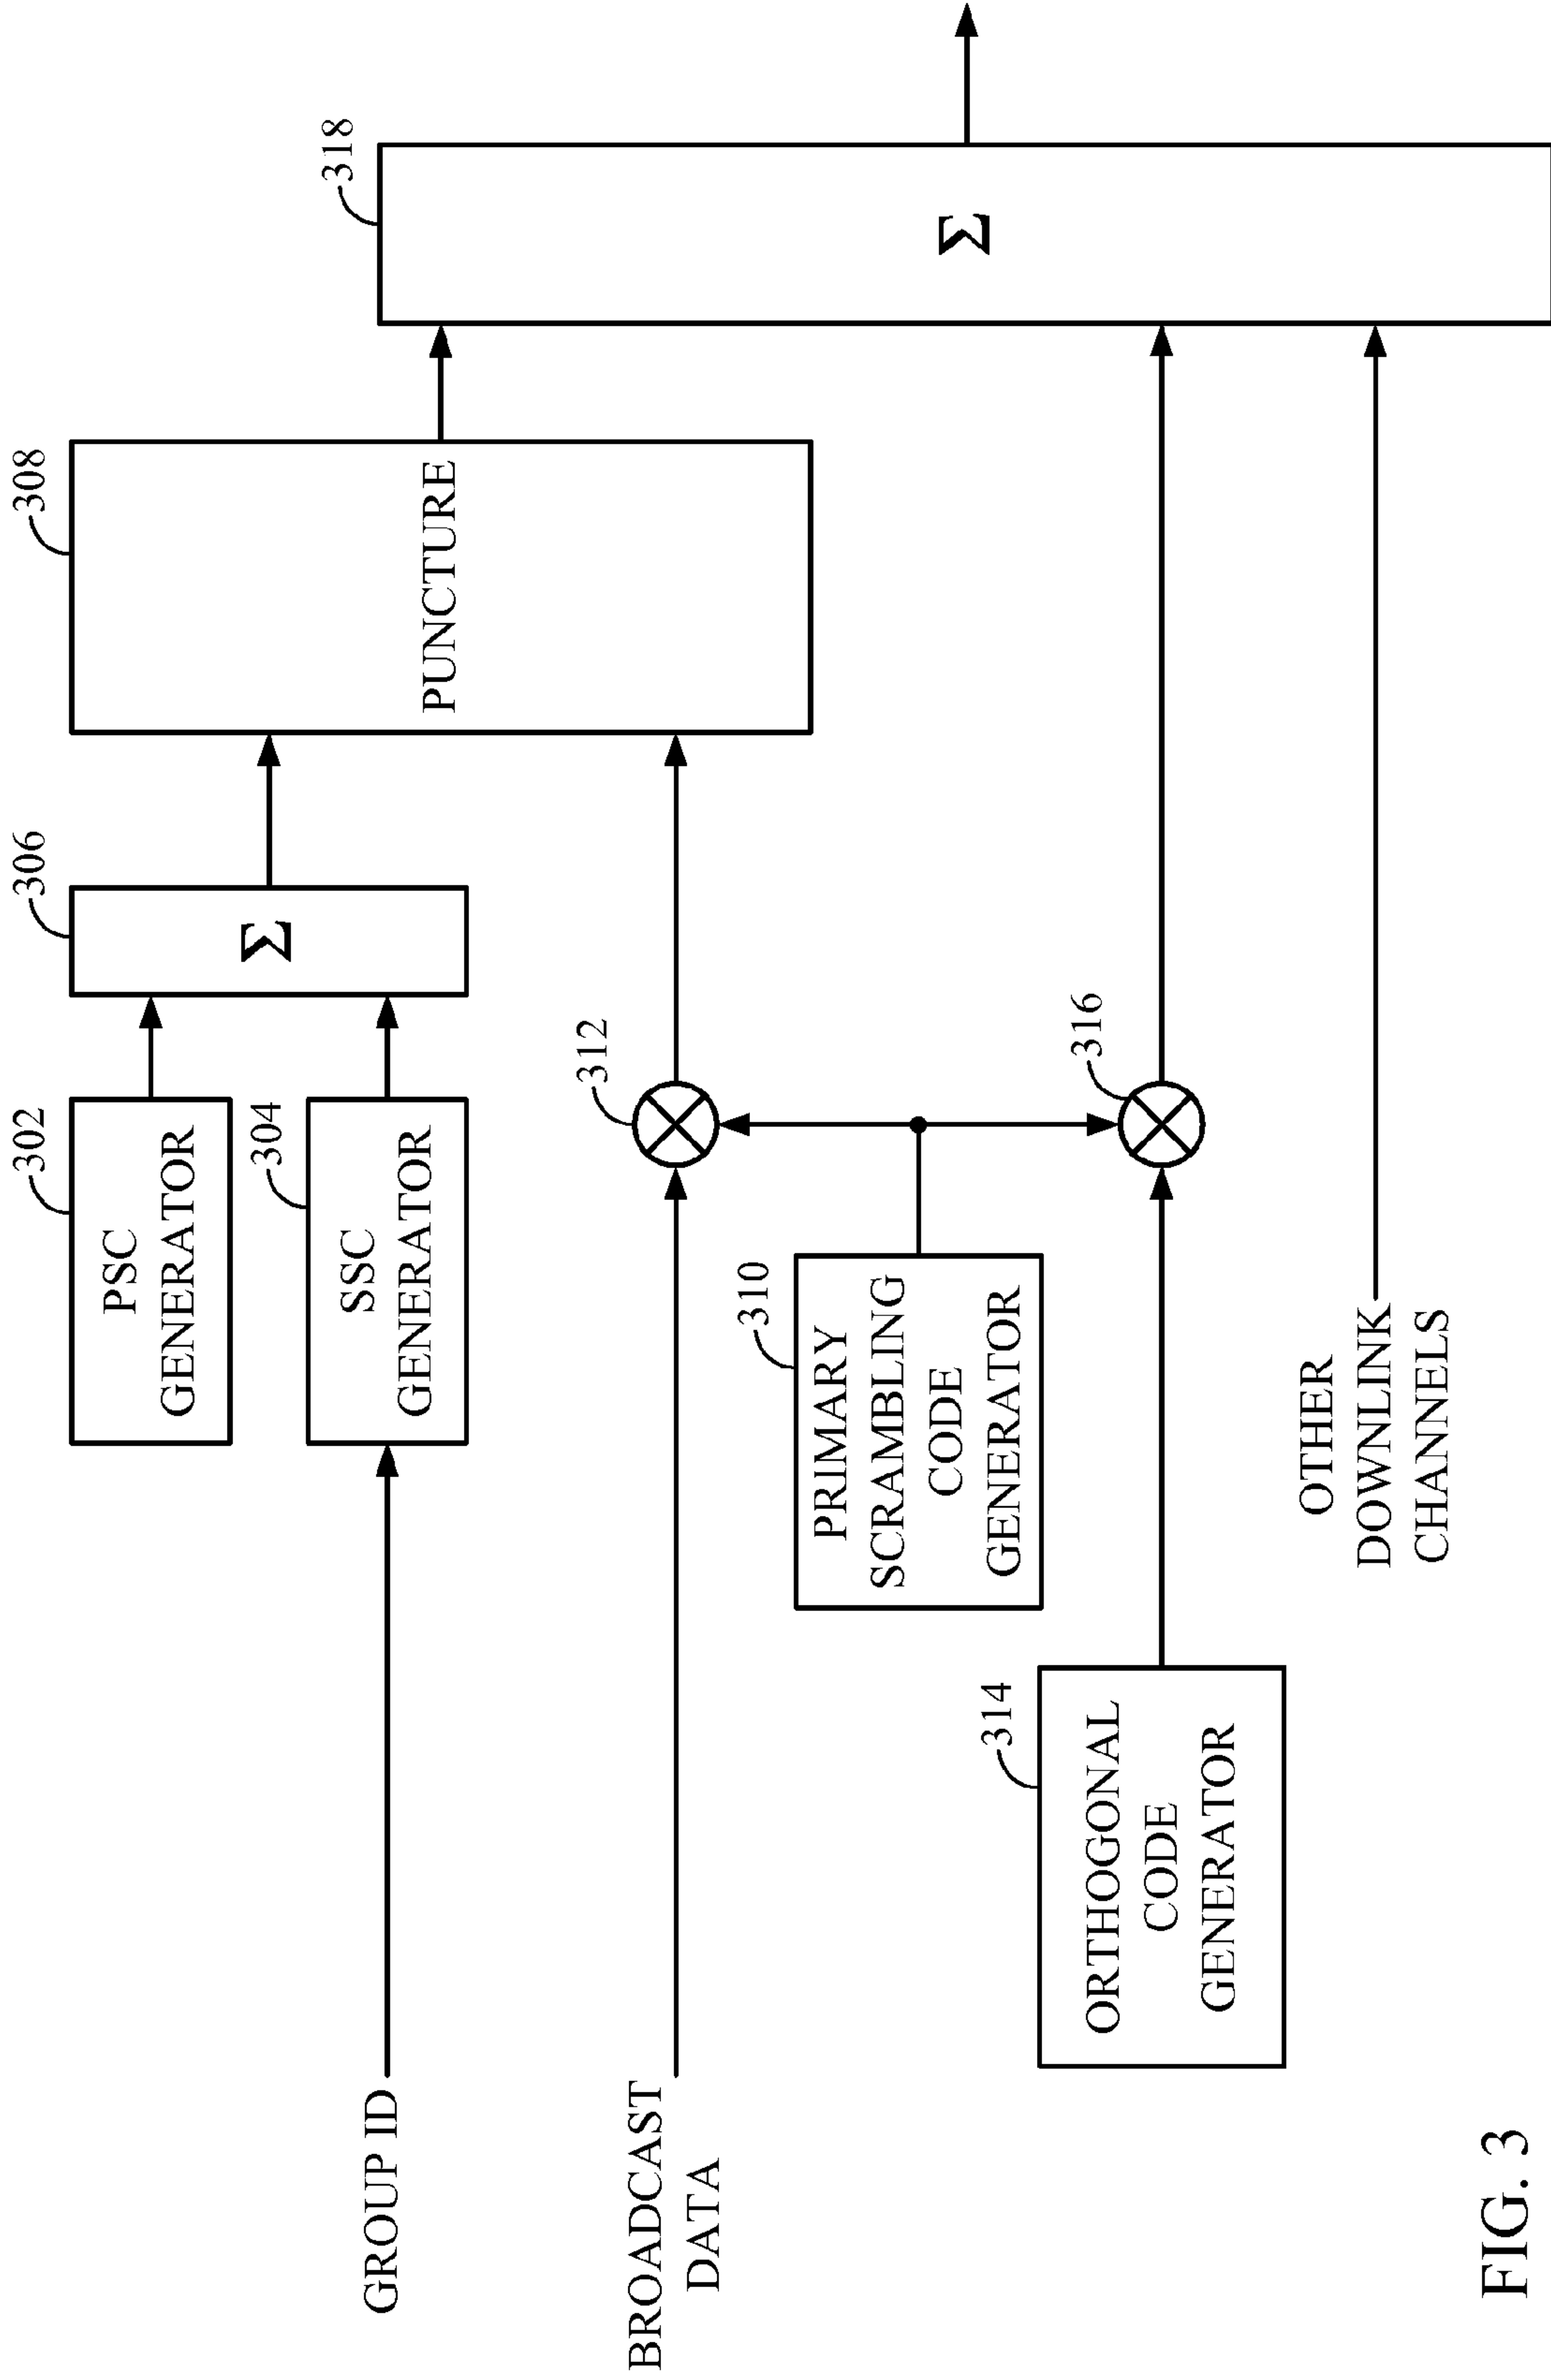 302
PSC
GENERATOR
304
SSC
GENERATOR
GROUP ID
306
Σ
308
PUNCTURE
BROADCAST
DATA
312
310
PRIMARY
SCRAMBLING
CODE
GENERATOR
314
ORTHOGONAL
CODE
GENERATOR
316
OTHER
DOWNLINK
CHANNELS
318
Σ
FIG. 3